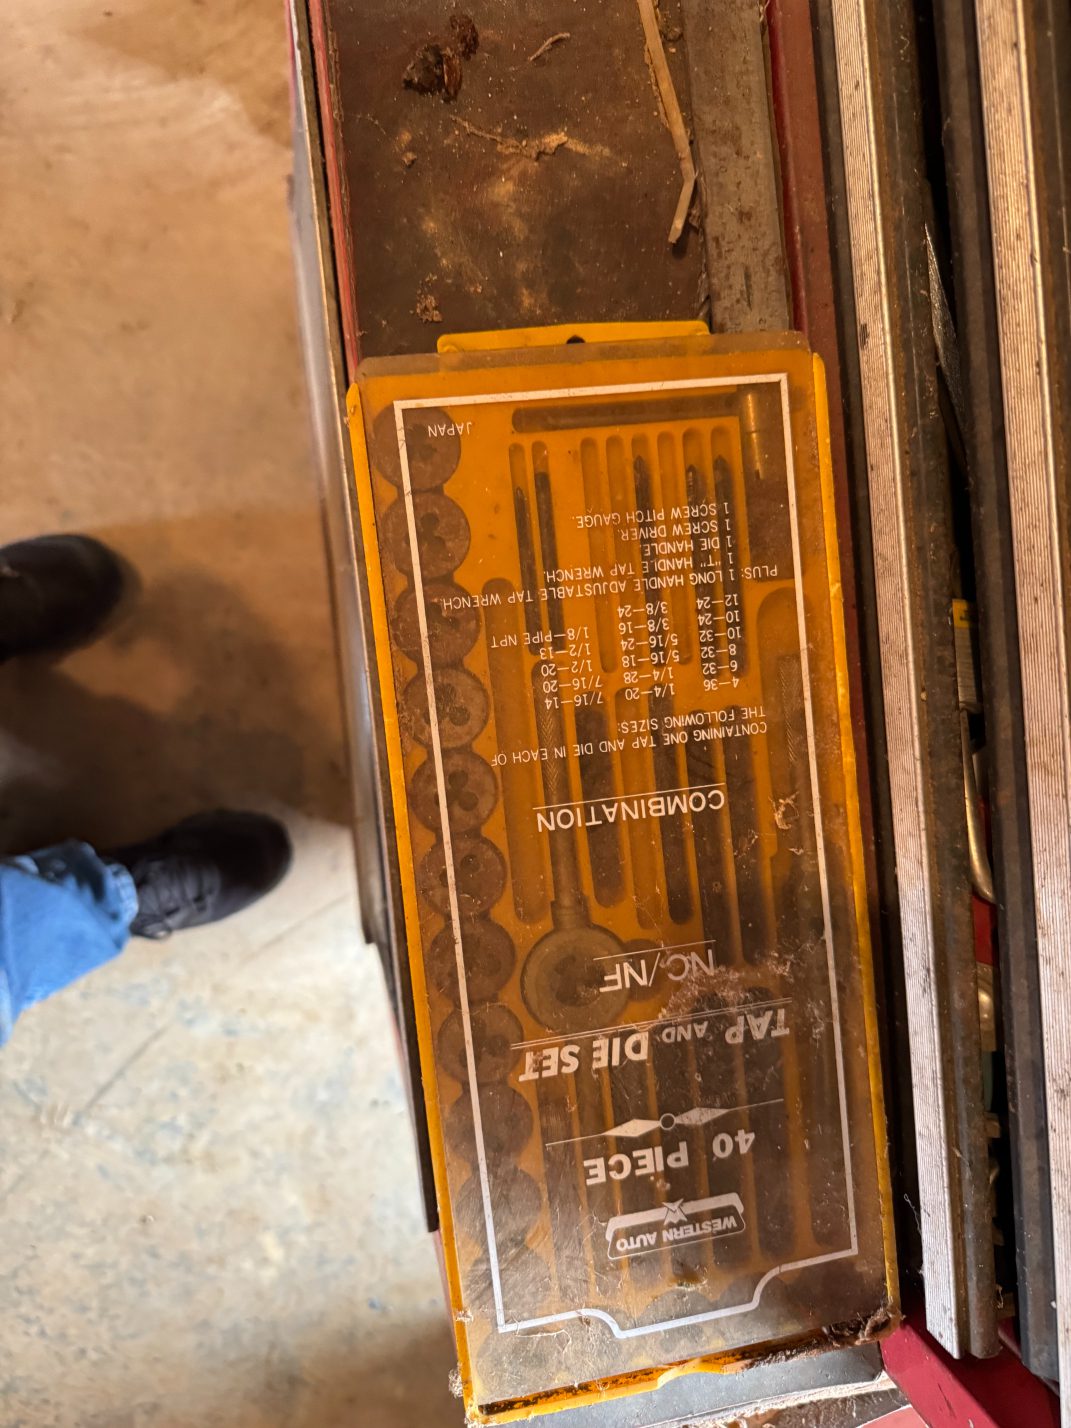 WESTERN AUTO
40 PIECE
TAP AND DIE SET
NC/NF
COMBINATION
CONTAINING ONE TAP AND DIE IN EACH OF
THE FOLLOWING SIZES:
4—36 1/4—20 7/16—14
6—32 1/4—28 7/16—20
8—32 5/16—18 1/2—20
10—32 5/16—24 1/2—13
10—24 3/8—16 1/8—PIPE NPT
12—24 3/8—24
PLUS: 1 LONG HANDLE ADJUSTABLE TAP WRENCH.
1 "T" HANDLE TAP WRENCH.
1 DIE HANDLE.
1 SCREW DRIVER.
1 SCREW PITCH GAUGE.
JAPAN